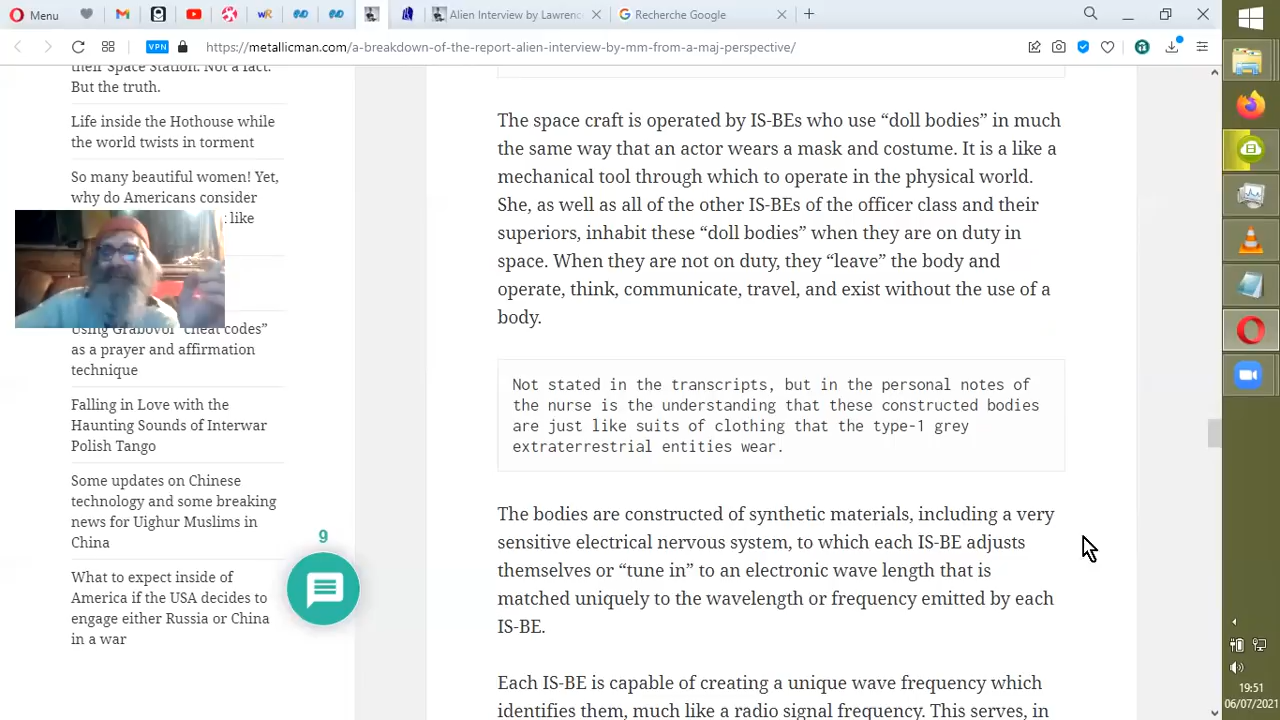 Menu
Alien Interview by Lawrenc
Recherche Google
VPN
https://metallicman.com/a-breakdown-of-the-report-alien-interview-by-mm-from-a-maj-perspective/
their Space Station. Not a fact.
But the truth.
Life inside the Hothouse while
the world twists in torment
So many beautiful women! Yet,
why do Americans consider
like
Using Grabovoi “cheat codes”
as a prayer and affirmation
technique
Falling in Love with the
Haunting Sounds of Interwar
Polish Tango
Some updates on Chinese
technology and some breaking
news for Uighur Muslims in
China
What to expect inside of
America if the USA decides to
engage either Russia or China
in a war
9
The space craft is operated by IS-BEs who use “doll bodies” in much
the same way that an actor wears a mask and costume. It is a like a
mechanical tool through which to operate in the physical world.
She, as well as all of the other IS-BEs of the officer class and their
superiors, inhabit these “doll bodies” when they are on duty in
space. When they are not on duty, they “leave” the body and
operate, think, communicate, travel, and exist without the use of a
body.
Not stated in the transcripts, but in the personal notes of
the nurse is the understanding that these constructed bodies
are just like suits of clothing that the type-1 grey
extraterrestrial entities wear.
The bodies are constructed of synthetic materials, including a very
sensitive electrical nervous system, to which each IS-BE adjusts
themselves or “tune in” to an electronic wave length that is
matched uniquely to the wavelength or frequency emitted by each
IS-BE.
Each IS-BE is capable of creating a unique wave frequency which
identifies them, much like a radio signal frequency. This serves, in
19:51
06/07/2021